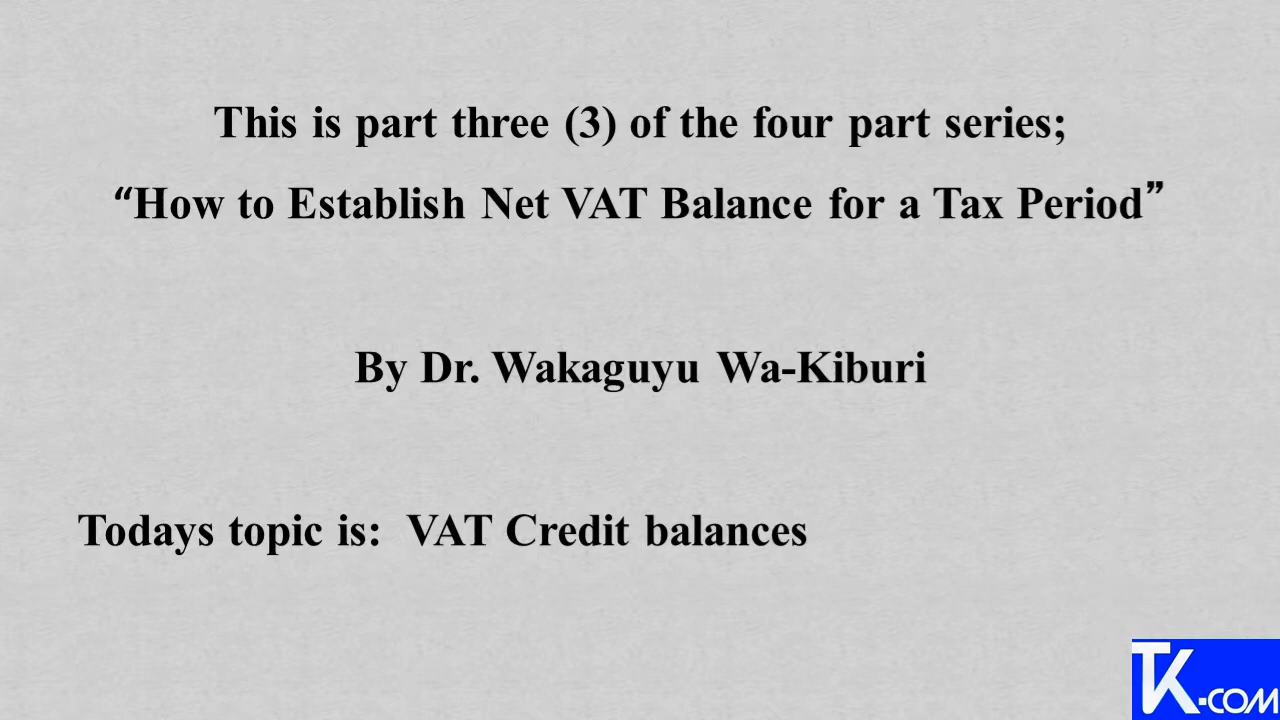 This is part three (3) of the four part series;
“How to Establish Net VAT Balance for a Tax Period”
By Dr. Wakaguyu Wa-Kiburi
Todays topic is: VAT Credit balances
TK-COM